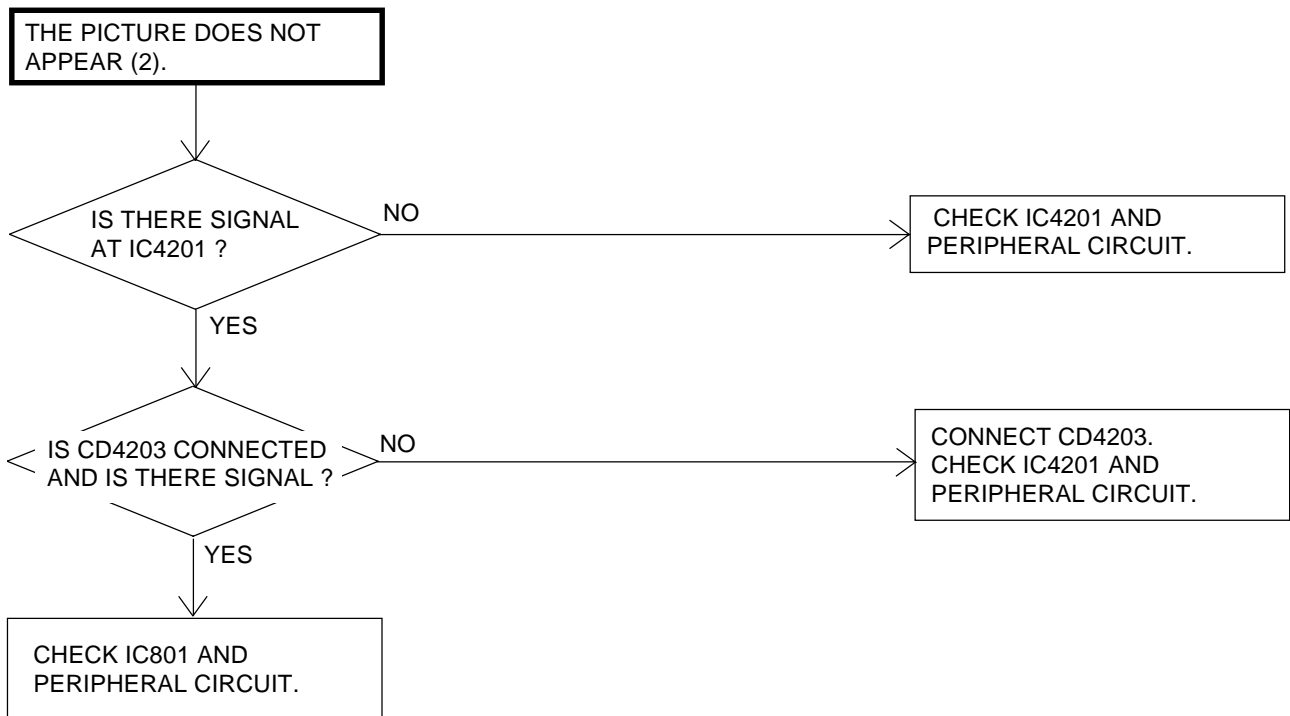 THE PICTURE DOES NOT
APPEAR (2).
IS THERE SIGNAL
AT IC4201 ?
NO
CHECK IC4201 AND
PERIPHERAL CIRCUIT.
YES
IS CD4203 CONNECTED
AND IS THERE SIGNAL ?
NO
CONNECT CD4203.
CHECK IC4201 AND
PERIPHERAL CIRCUIT.
YES
CHECK IC801 AND
PERIPHERAL CIRCUIT.